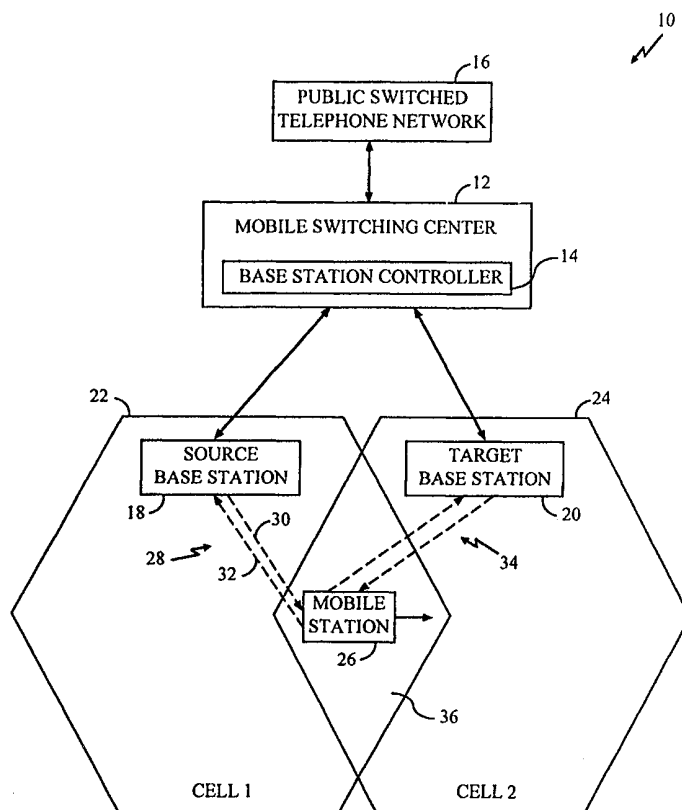 10
16
PUBLIC SWITCHED
TELEPHONE NETWORK
12
MOBILE SWITCHING CENTER
14
BASE STATION CONTROLLER
22
24
SOURCE
BASE STATION
TARGET
BASE STATION
18
30
20
28
32
34
MOBILE
STATION
26
36
CELL 1
CELL 2